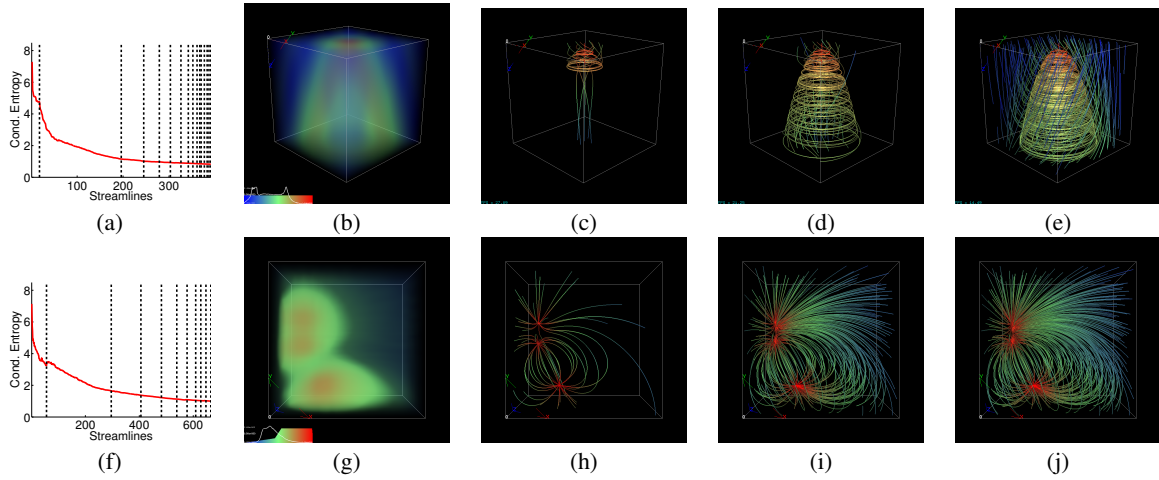 8
6
4
2
0
Cond. Entropy
100 200 300
Streamlines
(a) (b) (c) (d) (e)
8
6
4
2
0
Cond. Entropy
200 400 600
Streamlines
(f) (g) (h) (i) (j)